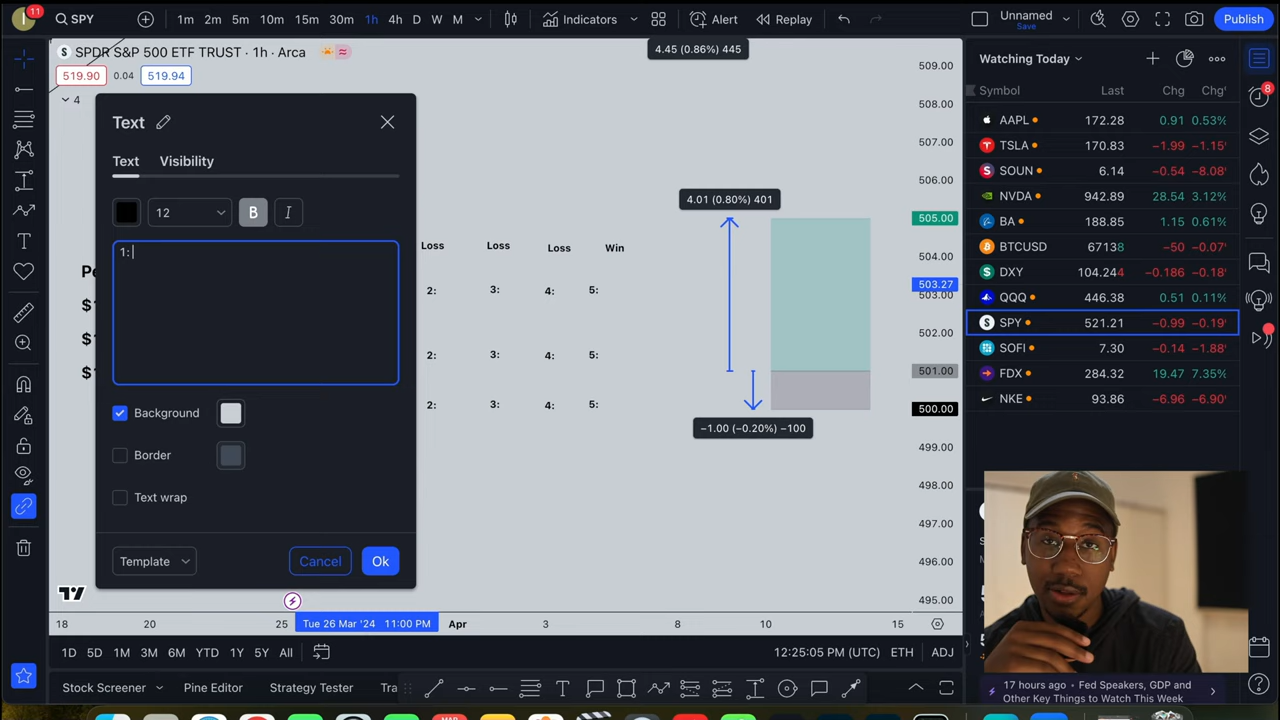 11
I
SPY
1m 2m 5m 10m 15m 30m 1h 4h D W M
Indicators
Alert
Replay
Unnamed
Save
Publish
S SPDR S&P 500 ETF TRUST · 1h · Arca
519.90 0.04 519.94
4
4.45 (0.86%) 445
Text
Text Visibility
12 B I
1:
Background
Border
Text wrap
Template
Cancel
Ok
Loss Loss Loss Win
Pe
$1 2: 3: 4: 5:
$1 2: 3: 4: 5:
$1 2: 3: 4: 5:
4.01 (0.80%) 401
−1.00 (−0.20%) −100
509.00
508.00
507.00
506.00
505.00
504.00
503.27
503.00
502.00
501.00
500.00
499.00
498.00
497.00
496.00
495.00
18 20 25 Tue 26 Mar '24 11:00 PM Apr 3 8 10 15
1D 5D 1M 3M 6M YTD 1Y 5Y All
12:25:05 PM (UTC) ETH ADJ
Stock Screener Pine Editor Strategy Tester Tra
Watching Today
Symbol Last Chg Chg
AAPL 172.28 0.91 0.53%
TSLA 170.83 −1.99 −1.15
SOUN 6.14 −0.54 −8.08
NVDA 942.89 28.54 3.12%
BA 188.85 1.15 0.61%
BTCUSD 67138 −50 −0.07
DXY 104.244 −0.186 −0.18
QQQ 446.38 0.51 0.11%
S SPY 521.21 −0.99 −0.19
SOFI 7.30 −0.14 −1.88
FDX 284.32 19.47 7.35%
NKE 93.86 −6.96 −6.90
17 hours ago • Fed Speakers, GDP and
Other Key Things to Watch This Week
8